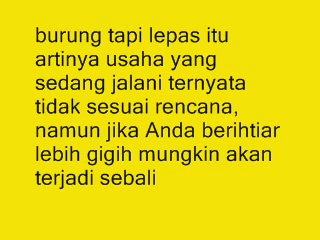 burung tapi lepas itu
artinya usaha yang
sedang jalani ternyata
tidak sesuai rencana,
namun jika Anda berihtiar
lebih gigih mungkin akan
terjadi sebali